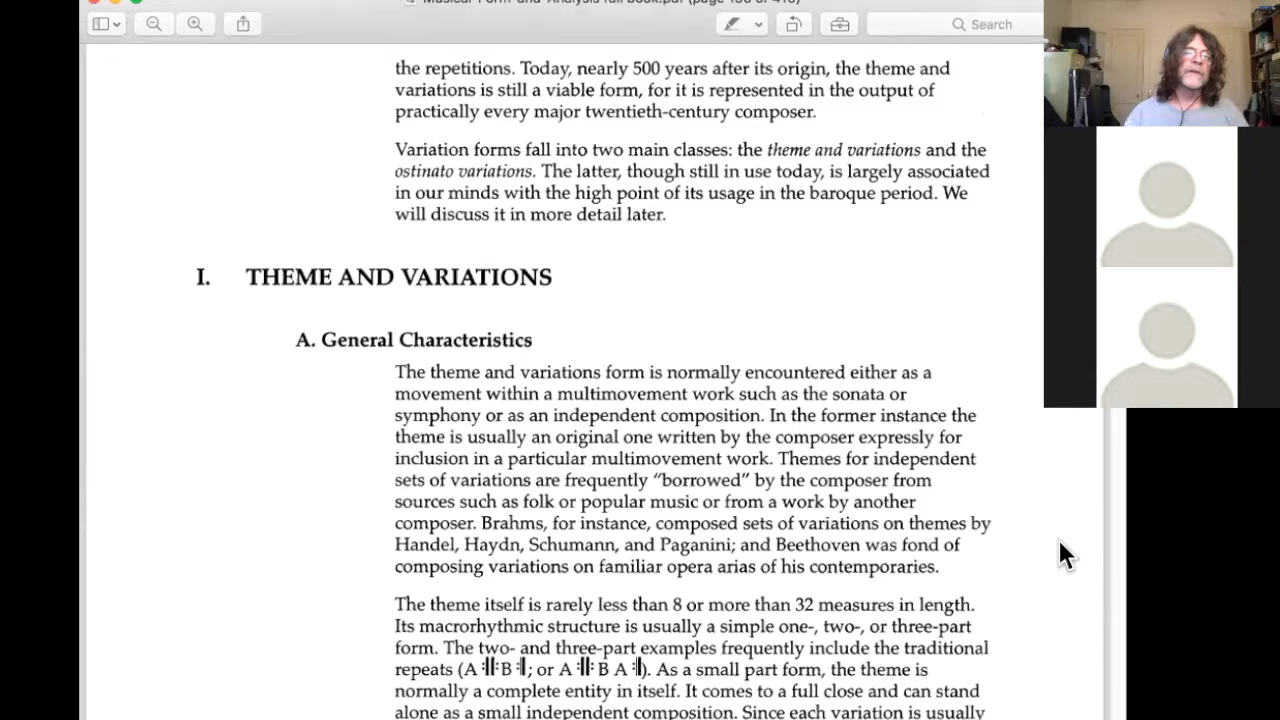 Search
the repetitions. Today, nearly 500 years after its origin, the theme and
variations is still a viable form, for it is represented in the output of
practically every major twentieth-century composer.
Variation forms fall into two main classes: the theme and variations and the
ostinato variations. The latter, though still in use today, is largely associated
in our minds with the high point of its usage in the baroque period. We
will discuss it in more detail later.
I. THEME AND VARIATIONS
A. General Characteristics
The theme and variations form is normally encountered either as a
movement within a multimovement work such as the sonata or
symphony or as an independent composition. In the former instance the
theme is usually an original one written by the composer expressly for
inclusion in a particular multimovement work. Themes for independent
sets of variations are frequently “borrowed” by the composer from
sources such as folk or popular music or from a work by another
composer. Brahms, for instance, composed sets of variations on themes by
Handel, Haydn, Schumann, and Paganini; and Beethoven was fond of
composing variations on familiar opera arias of his contemporaries.
The theme itself is rarely less than 8 or more than 32 measures in length.
Its macrorhythmic structure is usually a simple one-, two-, or three-part
form. The two- and three-part examples frequently include the traditional
repeats (A :||: B :||; or A :||: B A :||). As a small part form, the theme is
normally a complete entity in itself. It comes to a full close and can stand
alone as a small independent composition. Since each variation is usually